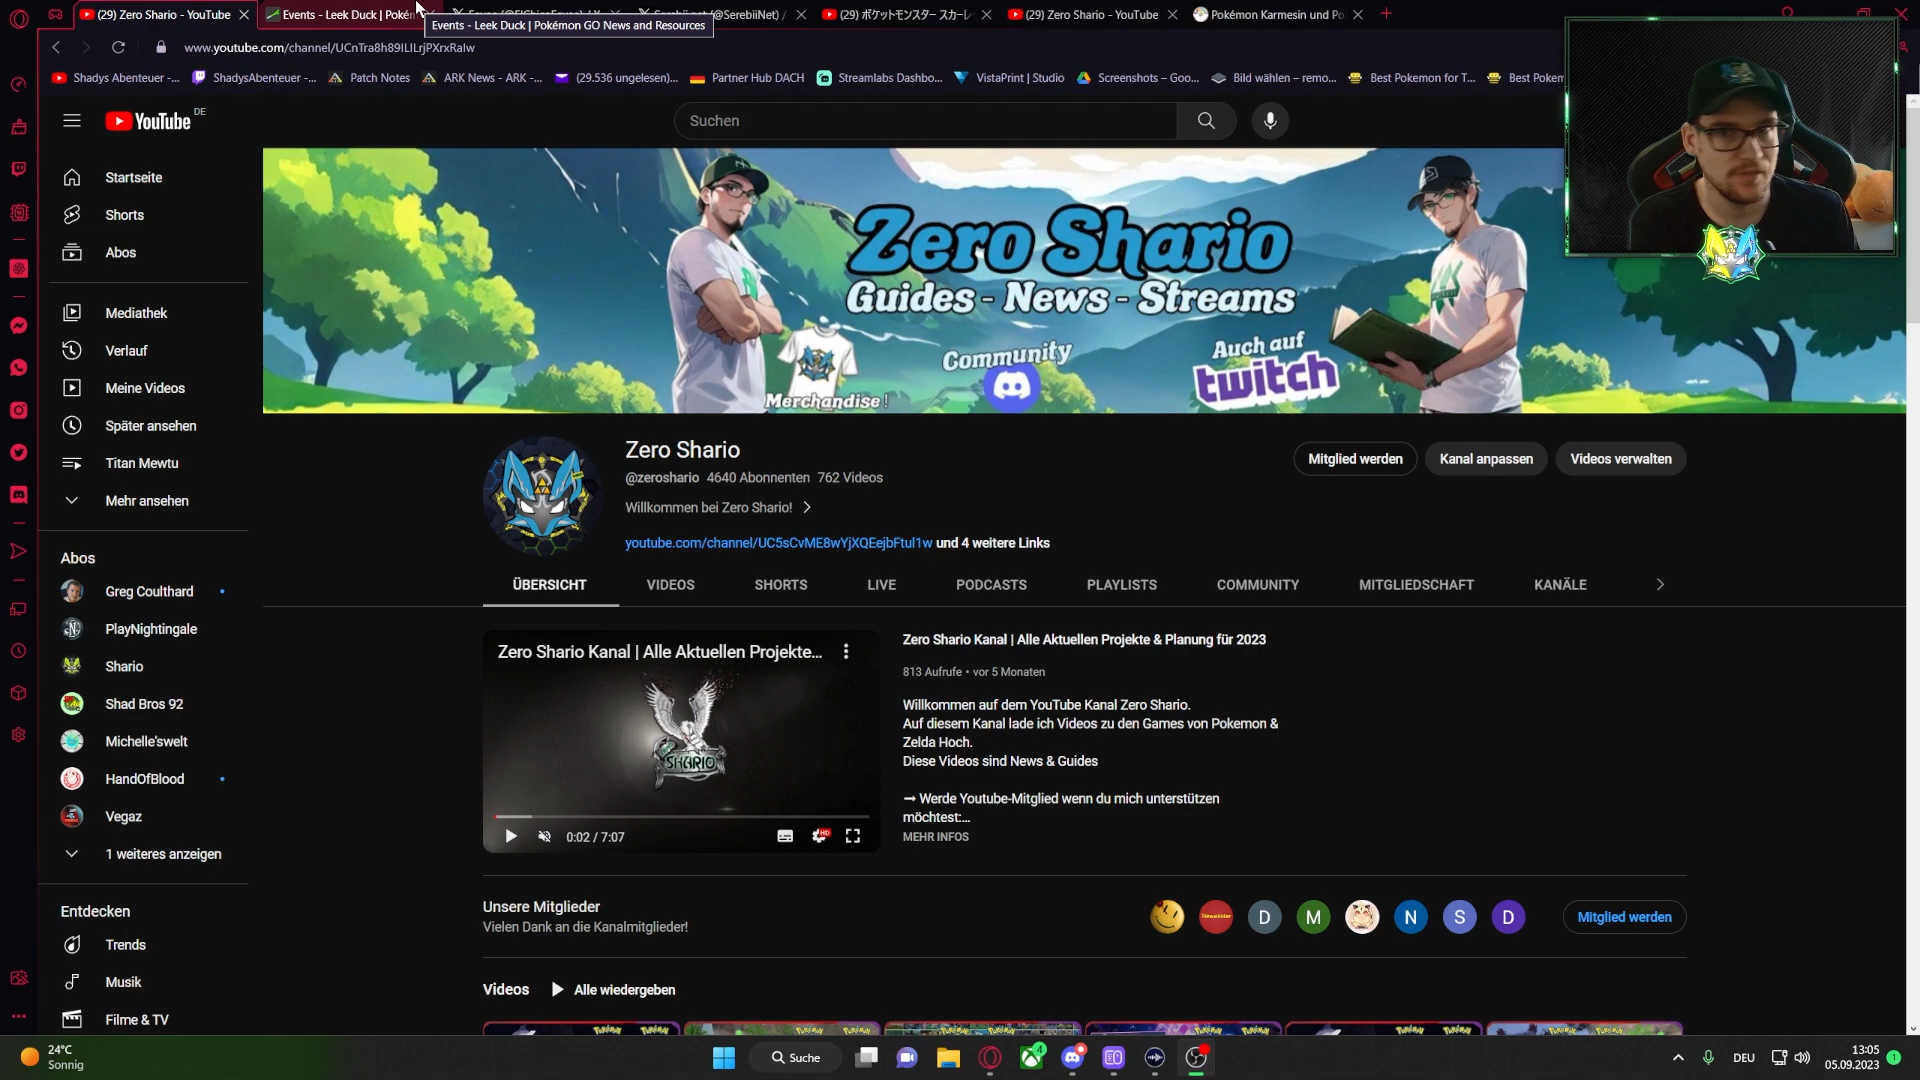 (29) Zero Shario - YouTube
Events - Leek Duck | Pokém
(29) ポケットモンスター スカーレ
(29) Zero Shario - YouTube
Pokémon Karmesin und Po
Events - Leek Duck | Pokémon GO News and Resources
www.youtube.com/channel/UCnTra8h89ILILrjPXrxRaIw
Shadys Abenteuer -...
ShadysAbenteuer -...
Patch Notes
ARK News - ARK -...
(29.536 ungelesen)...
Partner Hub DACH
Streamlabs Dashbo...
VistaPrint | Studio
Screenshots – Goo...
Bild wählen – remo...
Best Pokemon for T...
Best Pokem
YouTube DE
Suchen
Startseite
Shorts
Abos
Mediathek
Verlauf
Meine Videos
Später ansehen
Titan Mewtu
Mehr ansehen
Abos
Greg Coulthard
PlayNightingale
Shario
Shad Bros 92
Michelle'swelt
HandOfBlood
Vegaz
1 weiteres anzeigen
Entdecken
Trends
Musik
Filme & TV
Zero Shario
Guides - News - Streams
Merchandise!
Community
Auch auf
twitch
Zero Shario
@zeroshario 4640 Abonnenten 762 Videos
Willkommen bei Zero Shario!
youtube.com/channel/UC5sCvME8wYjXQEejbFtul1w und 4 weitere Links
Mitglied werden
Kanal anpassen
Videos verwalten
ÜBERSICHT
VIDEOS
SHORTS
LIVE
PODCASTS
PLAYLISTS
COMMUNITY
MITGLIEDSCHAFT
KANÄLE
Zero Shario Kanal | Alle Aktuellen Projekte...
SHARIO
0:02 / 7:07
HD
Zero Shario Kanal | Alle Aktuellen Projekte & Planung für 2023
813 Aufrufe • vor 5 Monaten
Willkommen auf dem YouTube Kanal Zero Shario.
Auf diesem Kanal lade ich Videos zu den Games von Pokemon &
Zelda Hoch.
Diese Videos sind News & Guides
→ Werde Youtube-Mitglied wenn du mich unterstützen
möchtest:...
MEHR INFOS
Unsere Mitglieder
Vielen Dank an die Kanalmitglieder!
D
M
N
S
D
Mitglied werden
Videos
Alle wiedergeben
24°C
Sonnig
Suche
4
DEU
13:05
05.09.2023
1